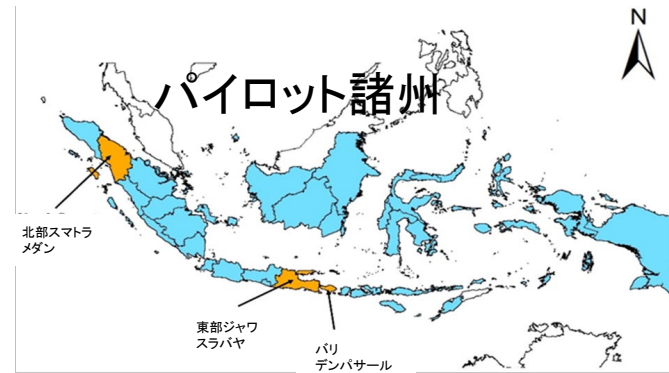 N
パイロット諸州
北部スマトラ
メダン
東部ジャワ
スラバヤ
バリ
デンパサール